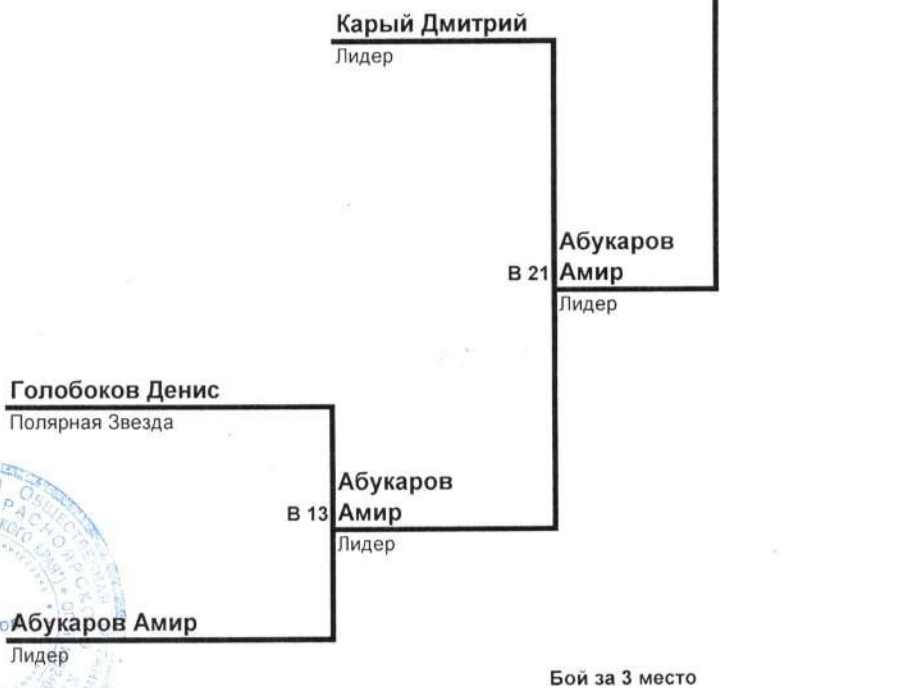 Карый Дмитрий
Лидер
Абукаров
В 21 Амир
Лидер
Голобоков Денис
Полярная Звезда
Абукаров
В 13 Амир
Лидер
Абукаров Амир
Лидер
Бой за 3 место